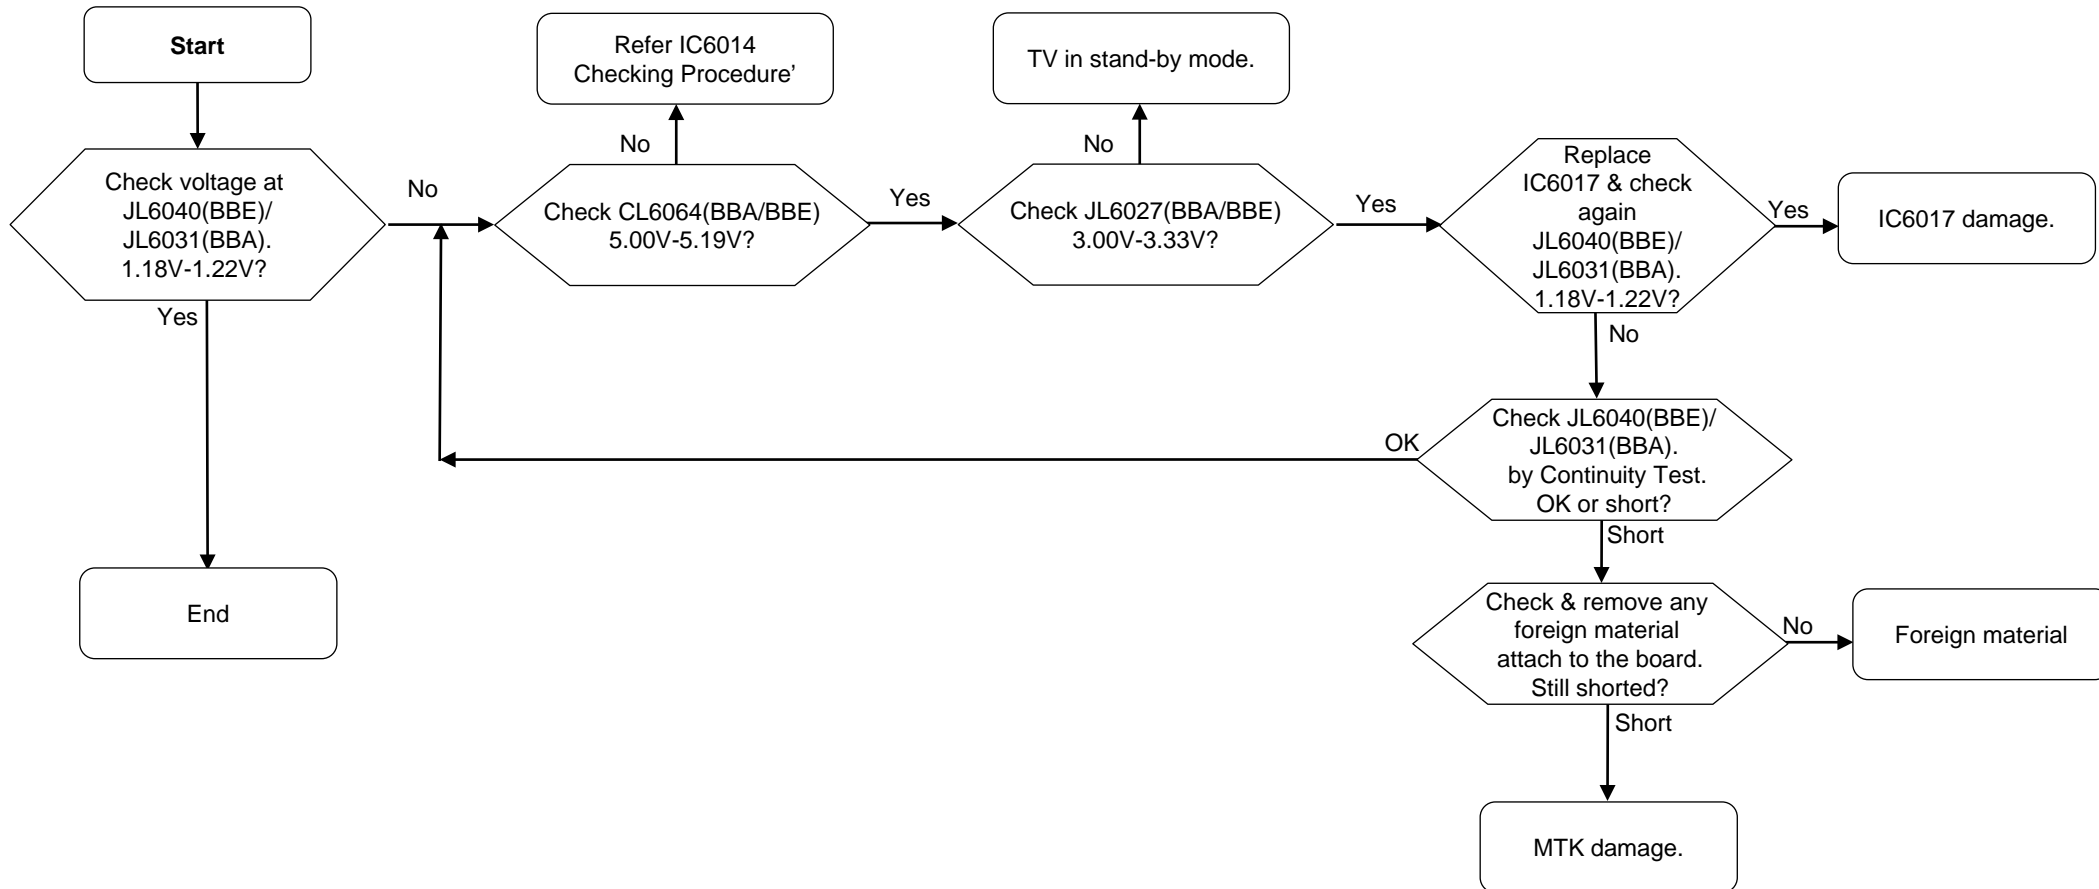 Start
Refer IC6014
Checking Procedure’
TV in stand-by mode.
No
No
Check voltage at
JL6040(BBE)/
JL6031(BBA).
1.18V-1.22V?
No
Check CL6064(BBA/BBE)
5.00V-5.19V?
Yes
Check JL6027(BBA/BBE)
3.00V-3.33V?
Yes
Replace
IC6017 & check
again
JL6040(BBE)/
JL6031(BBA).
1.18V-1.22V?
Yes
IC6017 damage.
Yes
No
OK
Check JL6040(BBE)/
JL6031(BBA).
by Continuity Test.
OK or short?
Short
End
Check & remove any
foreign material
attach to the board.
Still shorted?
No
Foreign material
Short
MTK damage.